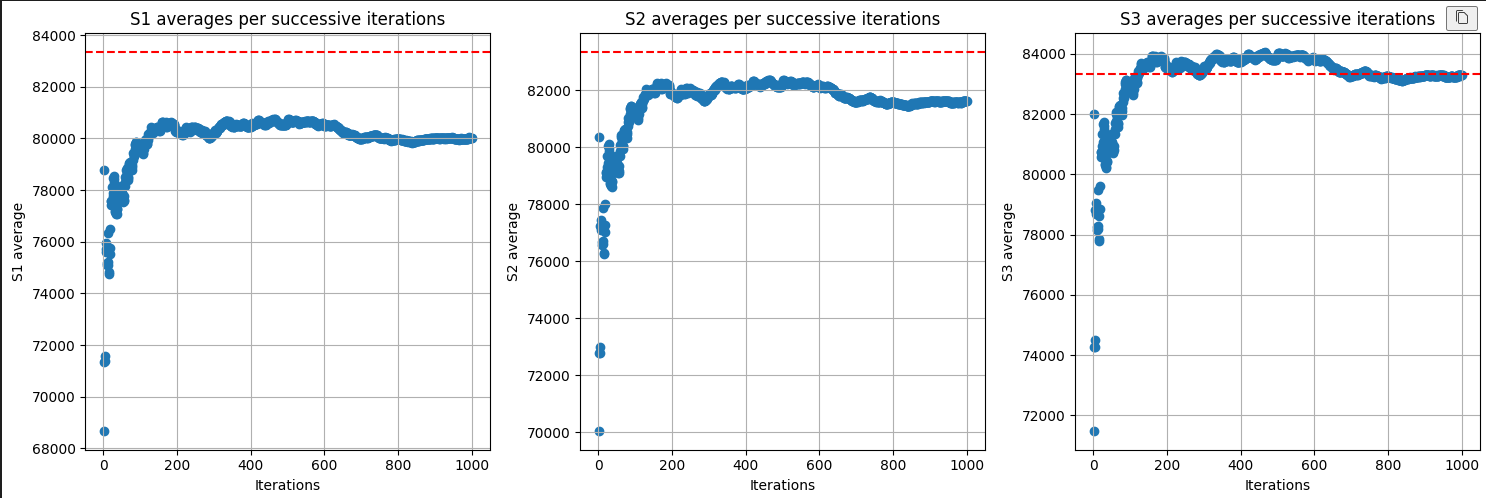 S1 averages per successive iterations
84000
82000
80000
78000
76000
74000
72000
70000
68000
S1 average
0 200 400 600 800 1000
Iterations
S2 averages per successive iterations
82000
80000
78000
76000
74000
72000
70000
S2 average
0 200 400 600 800 1000
Iterations
S3 averages per successive iterations
84000
82000
80000
78000
76000
74000
72000
S3 average
0 200 400 600 800 1000
Iterations